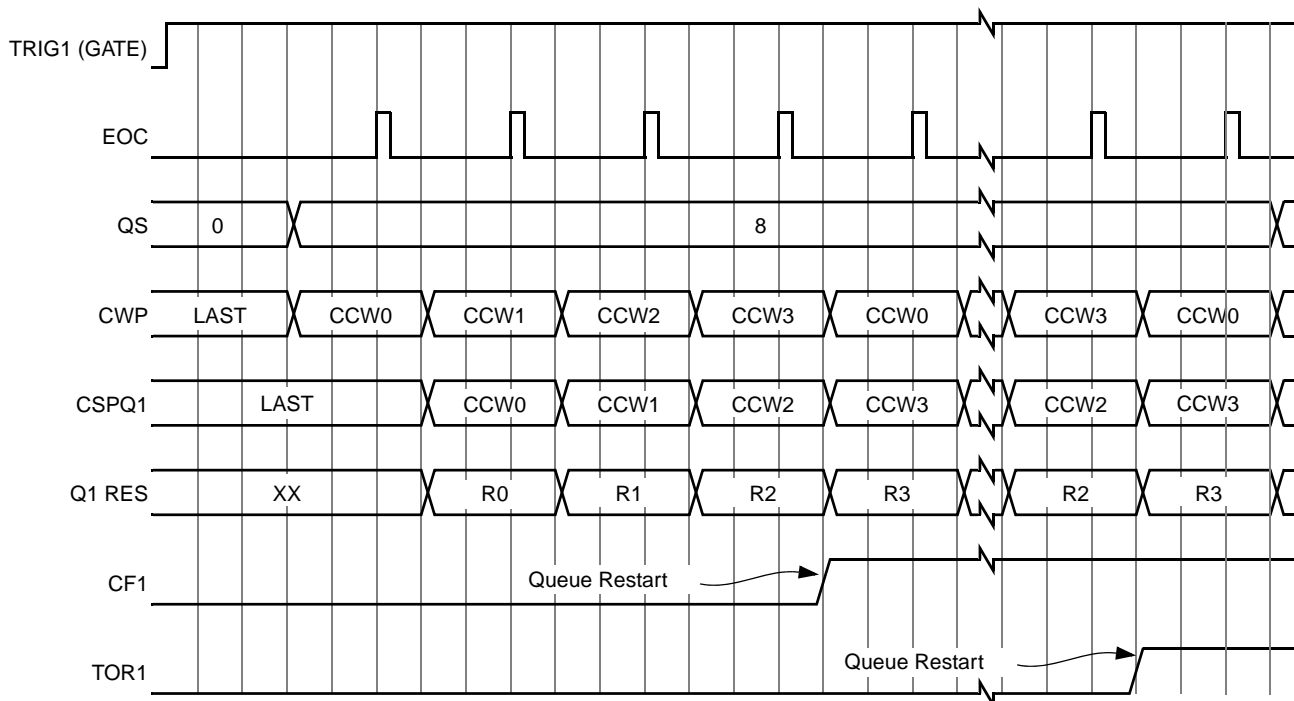 TRIG1 (GATE)
EOC
QS 0 8
CWP LAST CCW0 CCW1 CCW2 CCW3 CCW0 CCW3 CCW0
CSPQ1 LAST CCW0 CCW1 CCW2 CCW3 CCW2 CCW3
Q1 RES XX R0 R1 R2 R3 R2 R3
CF1 Queue Restart
TOR1 Queue Restart